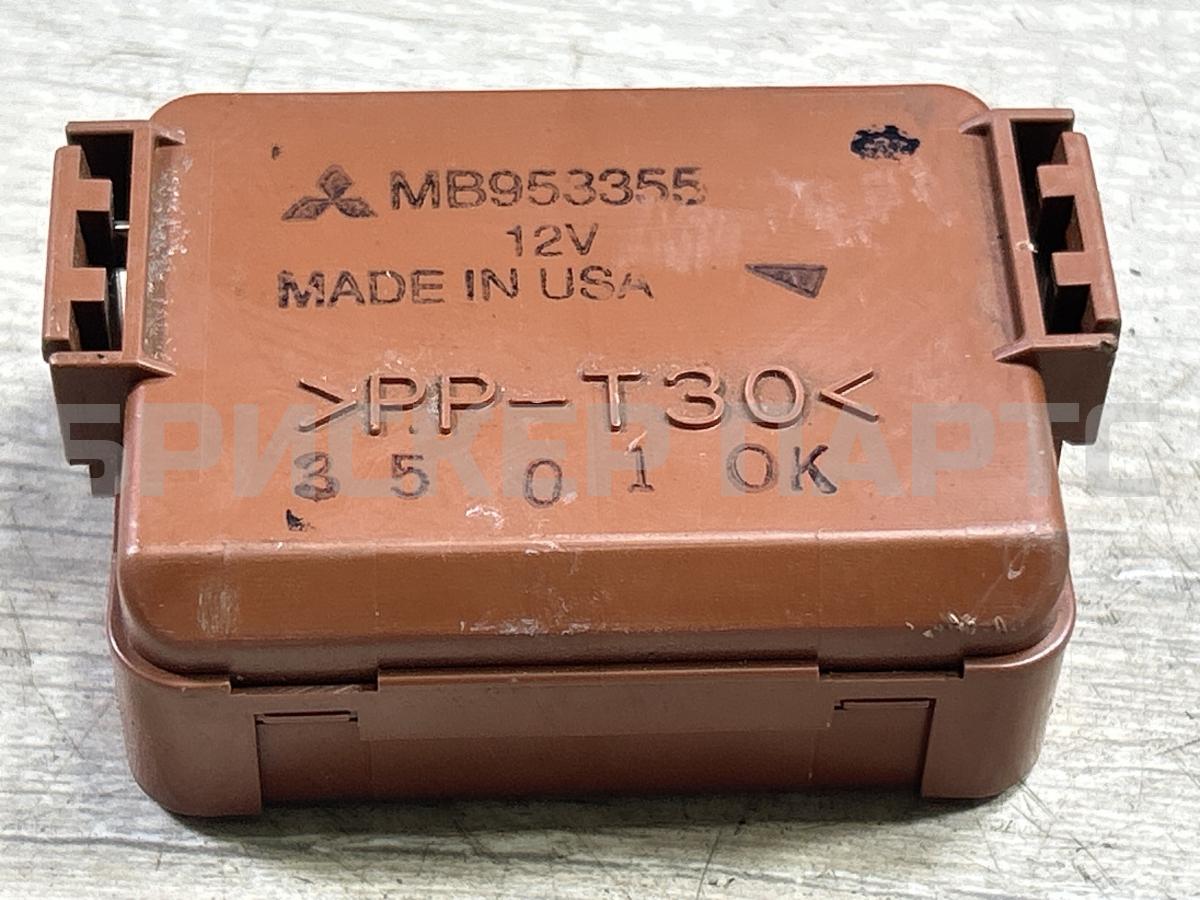 MB953355
12V
MADE IN USA
>PP-T30<
БРИСКЕР ПАРТС
3 5 0 1 OK